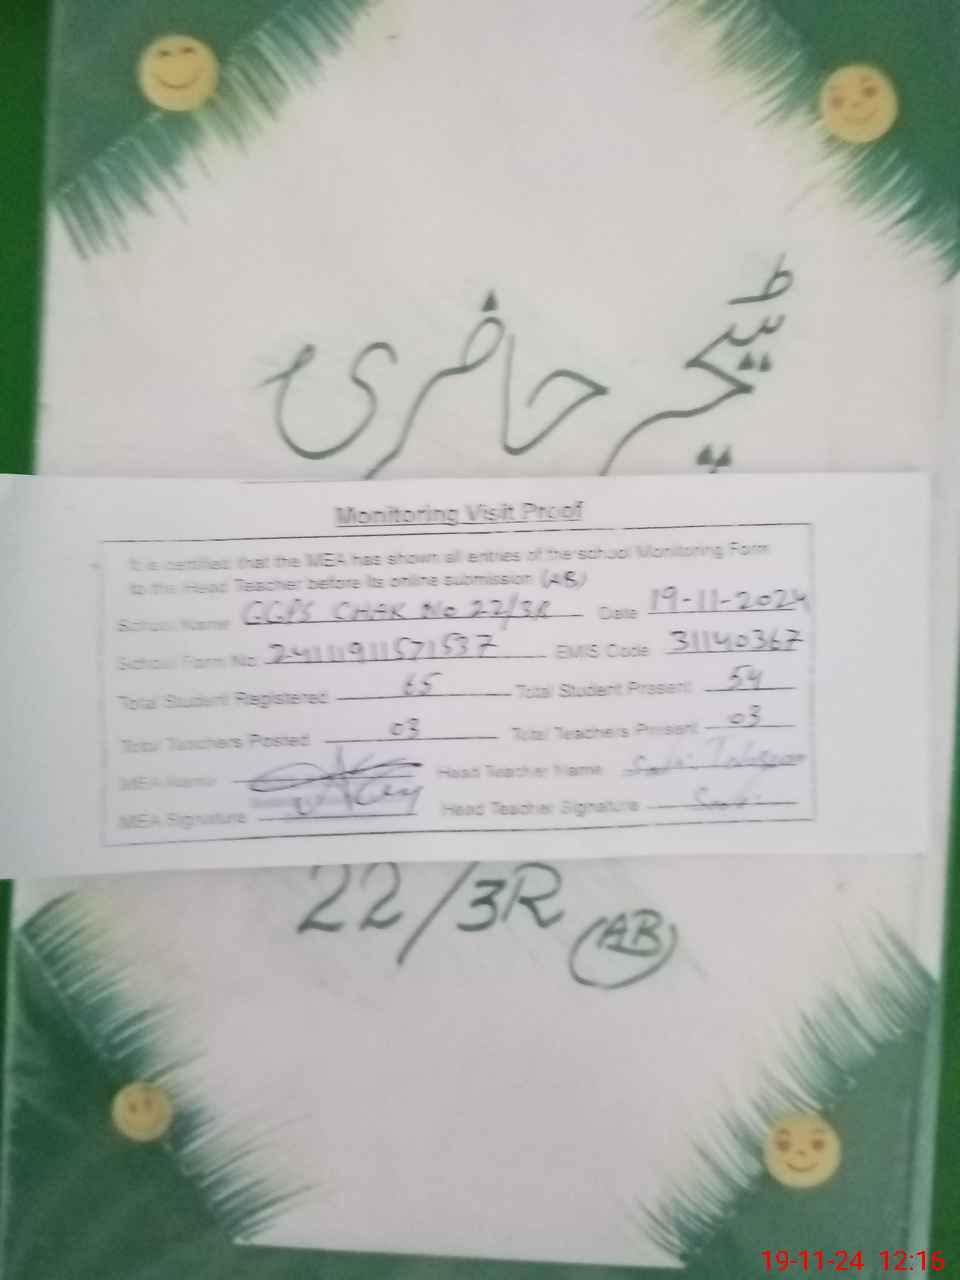 ٹیچر حاضری
Monitoring Visit Proof
It is certified that the MEA has shown all entries of the school Monitoring Form
to the Head Teacher before its online submission (AB)
School Name GGPS CHAK No 22/3R Date 19-11-2024
School Form No 24111911571537 EMIS Code 31140367
Total Student Registered 65 Total Student Present 54
Total Teachers Posted 03 Total Teachers Present 03
MEA Name Head Teacher Name
MEA Signature Head Teacher Signature
22/3R (AB)
19-11-24 12:16